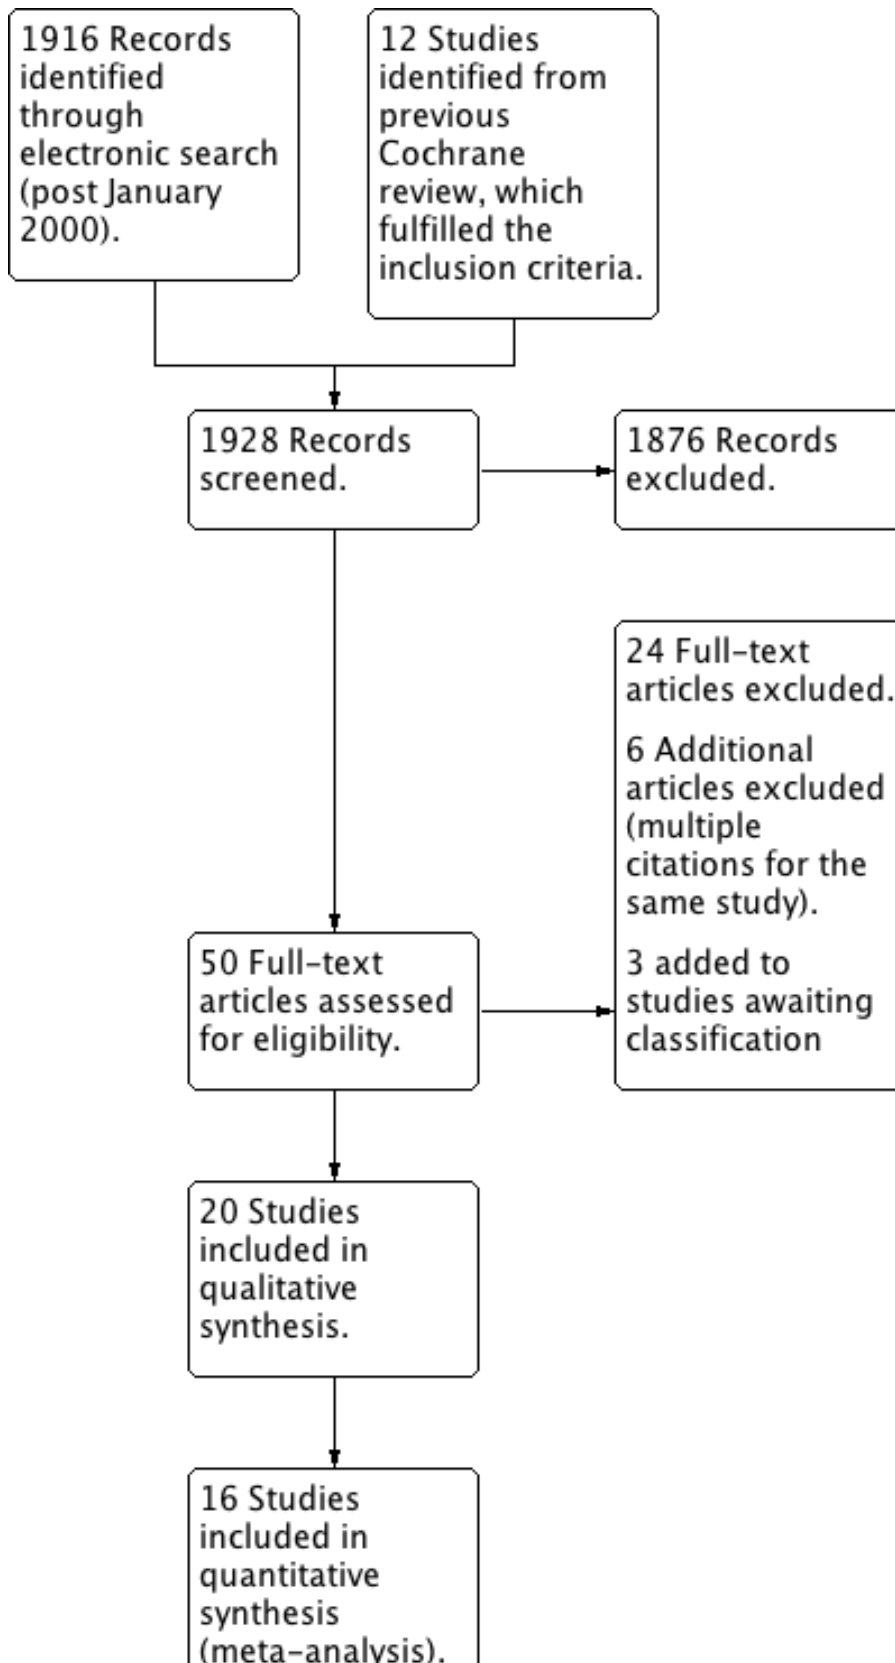 1916 Records
identified
through
electronic search
(post January
2000).
12 Studies
identified from
previous
Cochrane
review, which
fulfilled the
inclusion criteria.
1928 Records
screened.
1876 Records
excluded.
24 Full-text
articles excluded.
6 Additional
articles excluded
(multiple
citations for the
same study).
3 added to
studies awaiting
classification
50 Full-text
articles assessed
for eligibility.
20 Studies
included in
qualitative
synthesis.
16 Studies
included in
quantitative
synthesis
(meta-analysis).